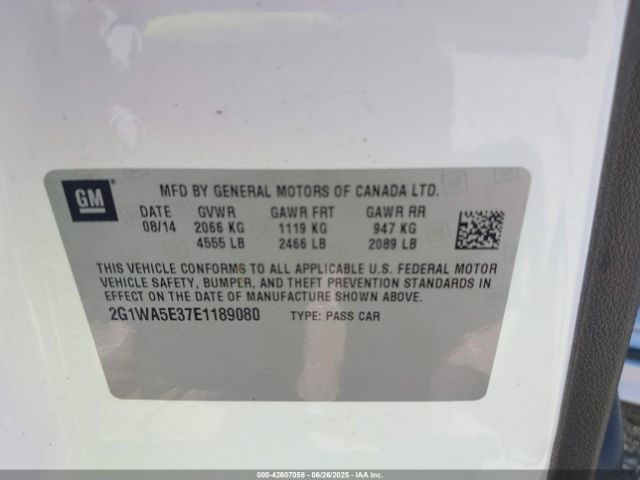 GM
MFD BY GENERAL MOTORS OF CANADA LTD.
DATE GVWR GAWR FRT GAWR RR
08/14 2066 KG 1119 KG 947 KG
4555 LB 2466 LB 2089 LB
THIS VEHICLE CONFORMS TO ALL APPLICABLE U.S. FEDERAL MOTOR
VEHICLE SAFETY, BUMPER, AND THEFT PREVENTION STANDARDS
IN EFFECT ON THE DATE OF MANUFACTURE SHOWN ABOVE.
2G1WA5E37E1189080 TYPE: PASS CAR
000-42607058 - 06/26/2025 - IAA Inc.